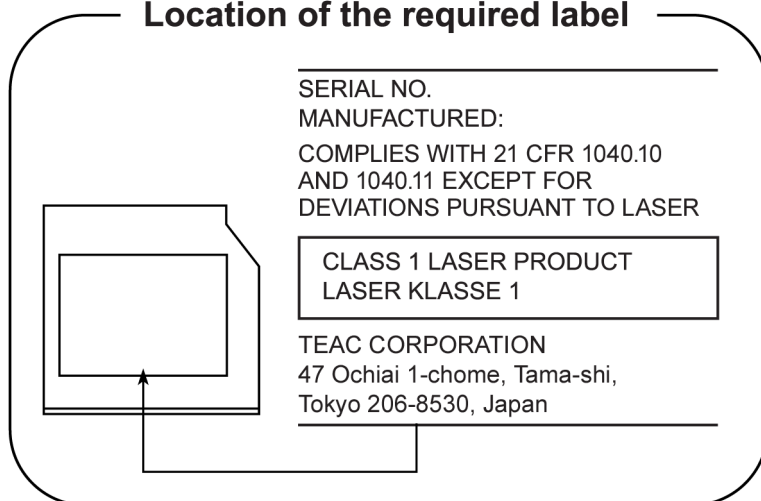 Location of the required label
SERIAL NO.
MANUFACTURED:
COMPLIES WITH 21 CFR 1040.10
AND 1040.11 EXCEPT FOR
DEVIATIONS PURSUANT TO LASER
CLASS 1 LASER PRODUCT
LASER KLASSE 1
TEAC CORPORATION
47 Ochiai 1-chome, Tama-shi,
Tokyo 206-8530, Japan